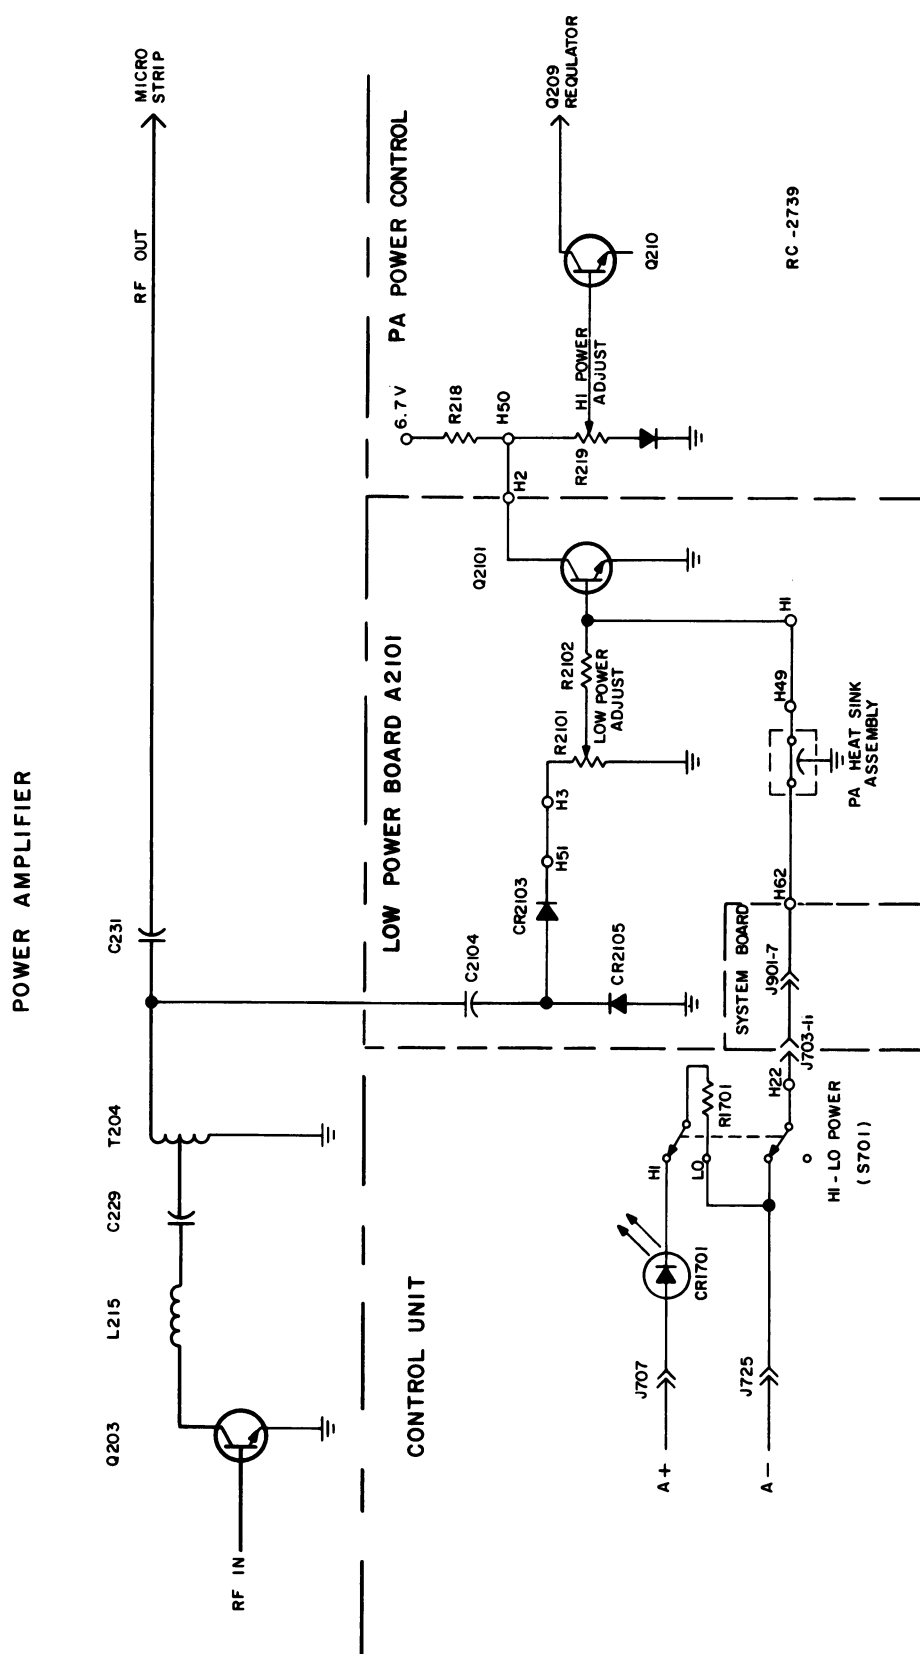 POWER AMPLIFIER
Q203
L215
C229
T204
C231
RF OUT
MICRO
STRIP
RF IN
CONTROL UNIT
LOW POWER BOARD A2101
PA POWER CONTROL
6.7V
R218
H50
H2
Q2101
C2104
CR2103
H51
H3
R2101
R2102
LOW POWER
ADJUST
R219
HI POWER
ADJUST
Q209
REQULATOR
Q210
CR2105
J707
CR1701
HI
LO
R1701
SYSTEM BOARD
A+
J725
H22
J703-11
J901-7
H62
H49
H1
A-
HI-LO POWER
(S701)
PA HEAT SINK
ASSEMBLY
RC-2739